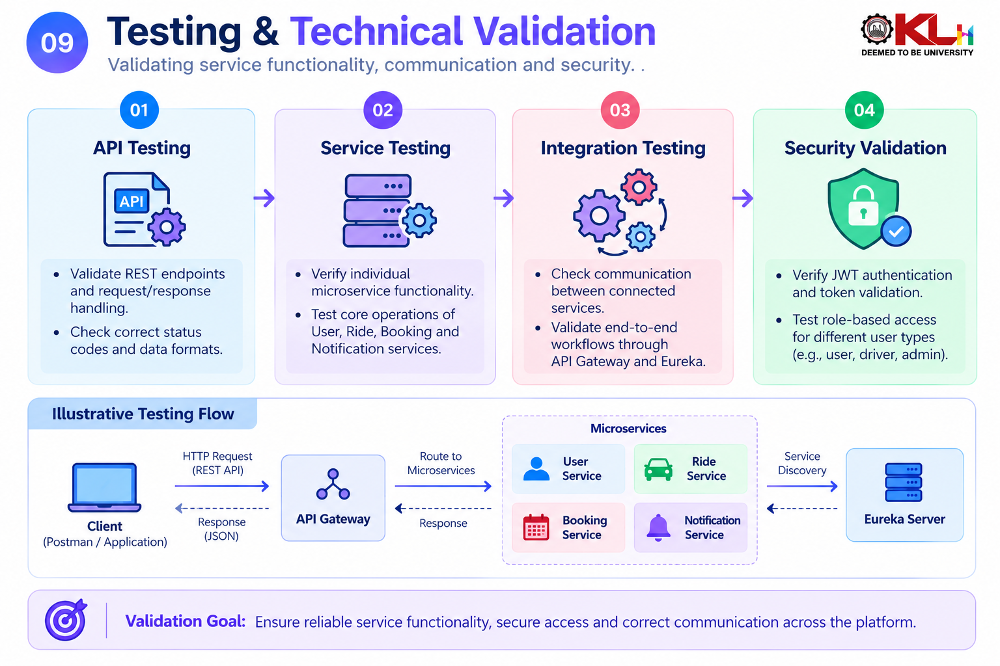 09
Testing & Technical Validation
Validating service functionality, communication and security. .
KLH
DEEMED TO BE UNIVERSITY
01
API Testing
API
• Validate REST endpoints
and request/response
handling.
• Check correct status
codes and data formats.
02
Service Testing
• Verify individual
microservice functionality.
• Test core operations of
User, Ride, Booking and
Notification services.
03
Integration Testing
• Check communication
between connected
services.
• Validate end-to-end
workflows through
API Gateway and Eureka.
04
Security Validation
• Verify JWT authentication
and token validation.
• Test role-based access
for different user types
(e.g., user, driver, admin).
Illustrative Testing Flow
Client
(Postman / Application)
HTTP Request
(REST API)
Response
(JSON)
API Gateway
Route to
Microservices
Response
Microservices
User
Service
Ride
Service
Booking
Service
Notification
Service
Service
Discovery
Eureka Server
Validation Goal: Ensure reliable service functionality, secure access and correct communication across the platform.